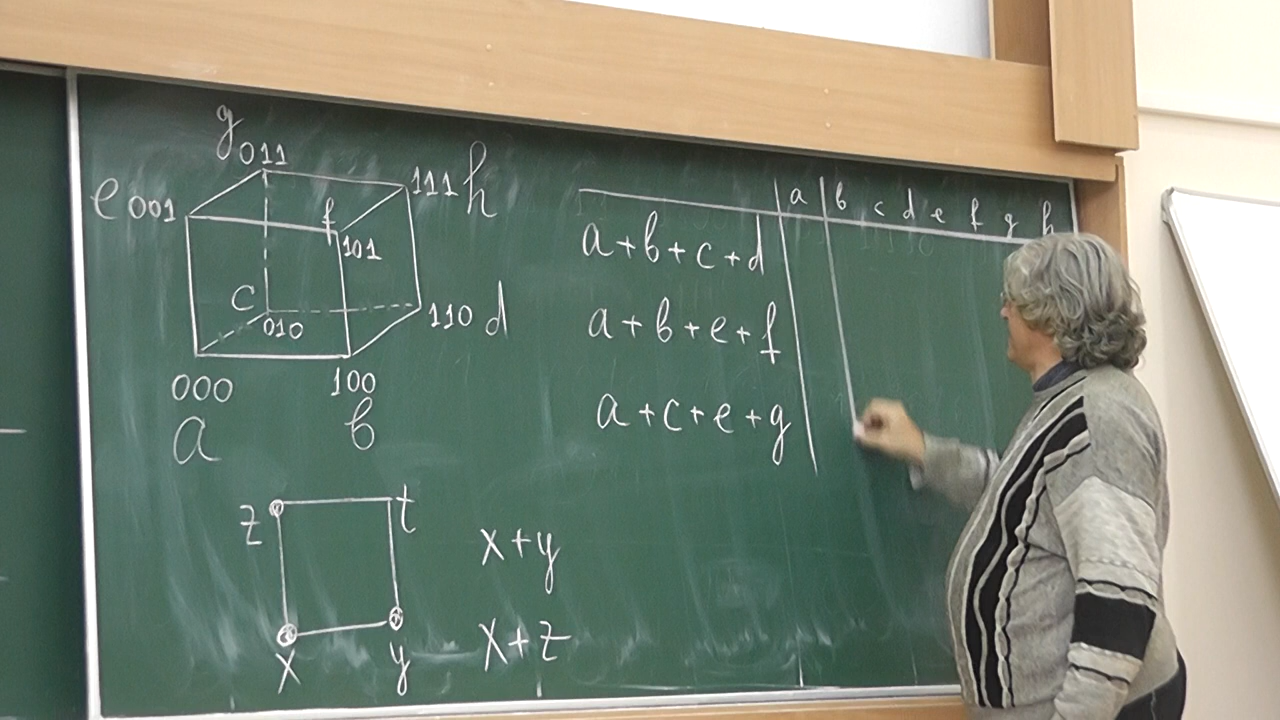 g 011
e 001
111 h
f 101
c 010
110 d
000
100
a
b
z
t
x
y
x+y
x+z
a b c d e f g h
a+b+c+d
a+b+e+f
a+c+e+g